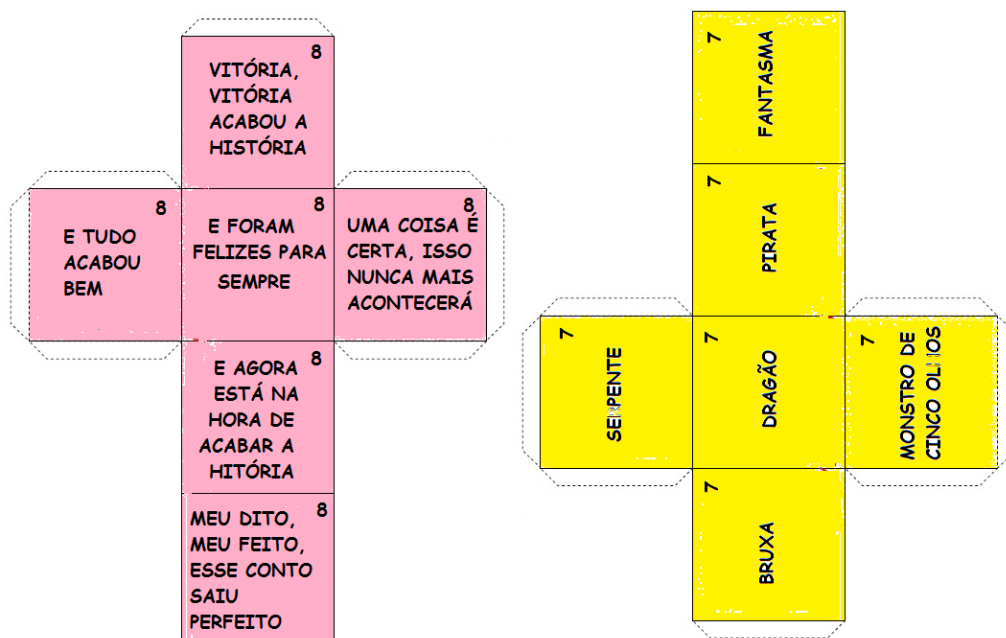 8
VITÓRIA,
VITÓRIA
ACABOU A
HISTÓRIA
8
E TUDO
ACABOU
BEM
8
E FORAM
FELIZES PARA
SEMPRE
8
UMA COISA É
CERTA, ISSO
NUNCA MAIS
ACONTECERÁ
8
E AGORA
ESTÁ NA
HORA DE
ACABAR A
HITÓRIA
8
MEU DITO,
MEU FEITO,
ESSE CONTO
SAIU
PERFEITO
7
FANTASMA
7
PIRATA
7
SERPENTE
7
DRAGÃO
7
MONSTRO DE
CINCO OLHOS
7
BRUXA